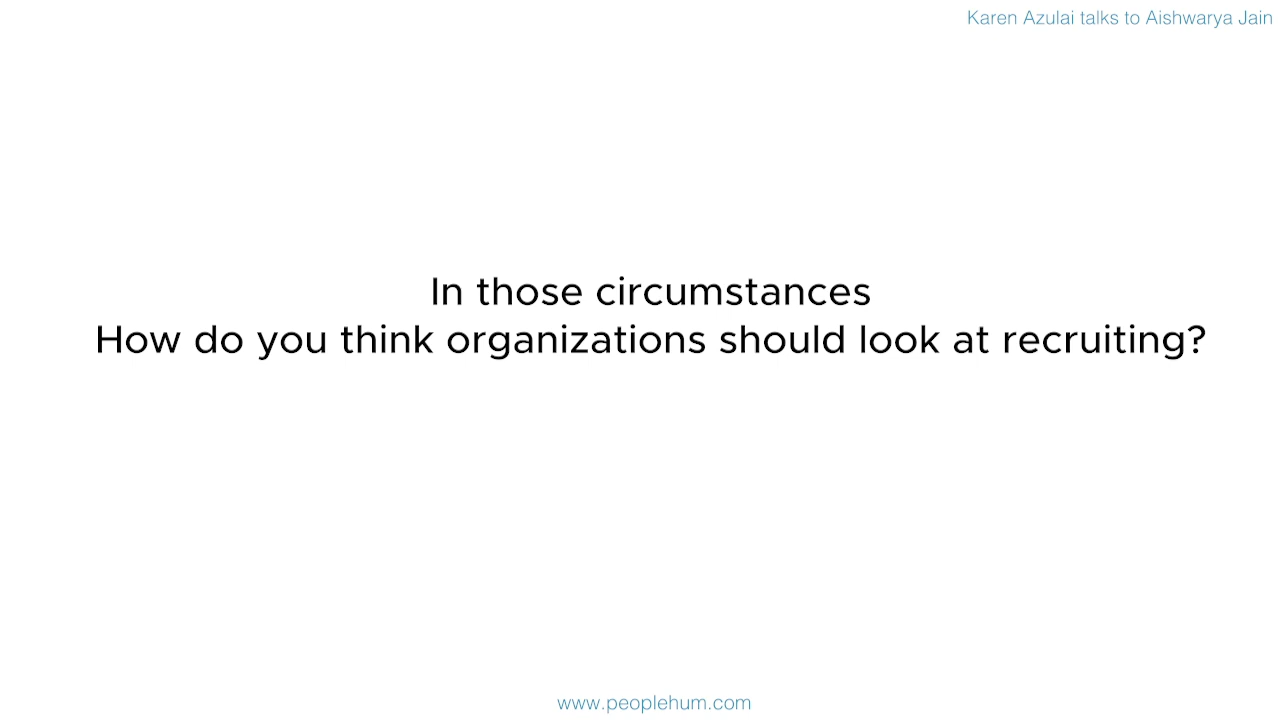 Karen Azulai talks to Aishwarya Jain
In those circumstances
How do you think organizations should look at recruiting?
www.peoplehum.com